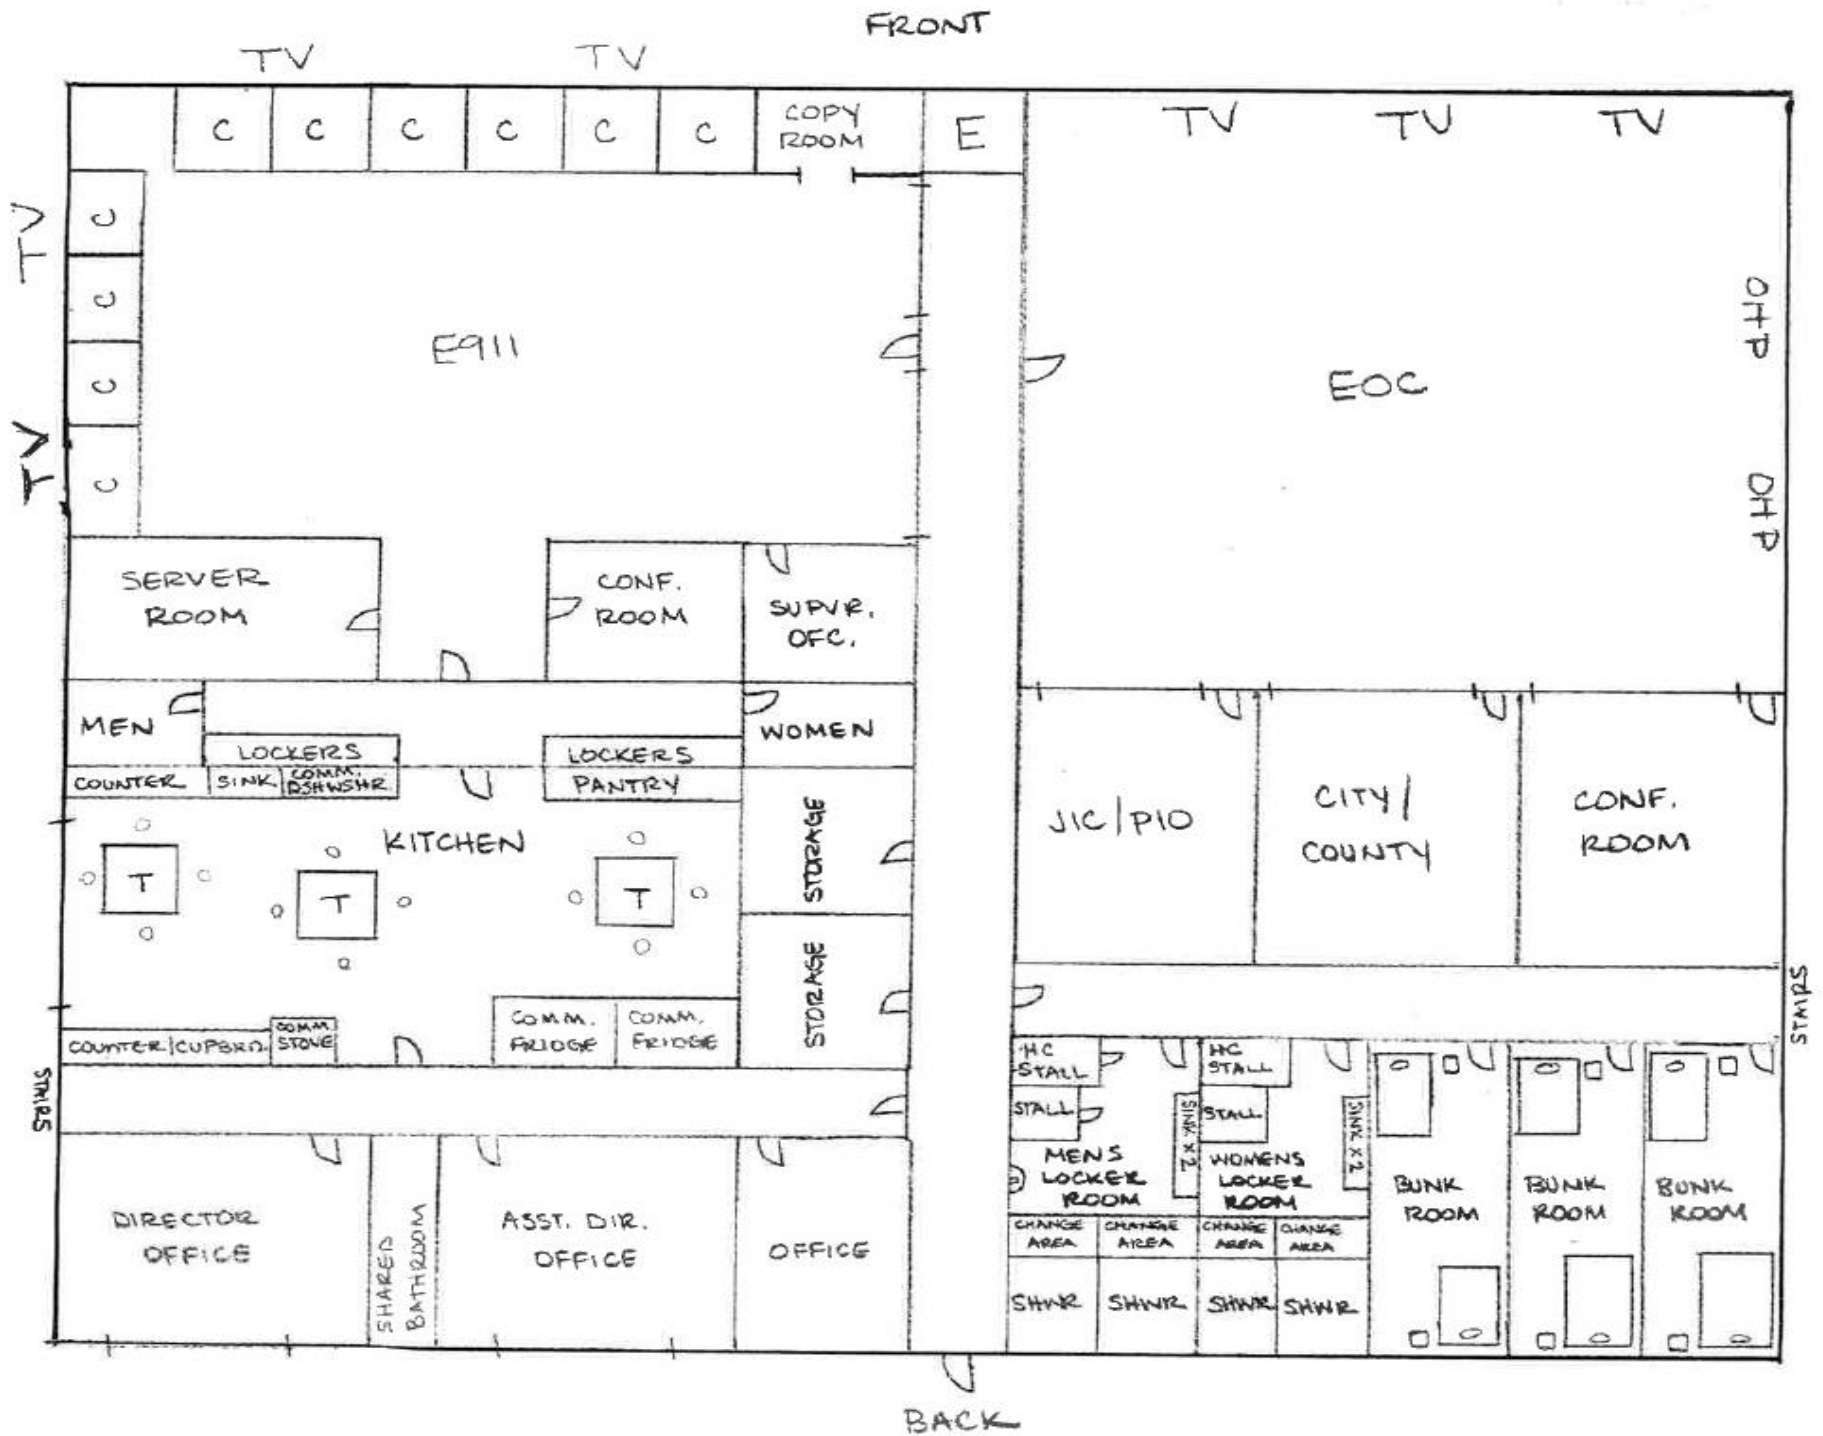 FRONT
TV
TV
C
C
C
C
C
C
COPY
ROOM
E
TV
TV
TV
TV
TV
C
C
C
C
E911
EOC
OHP
OHP
SERVER
ROOM
CONF.
ROOM
SUPVR.
OFC.
MEN
LOCKERS
LOCKERS
WOMEN
COUNTER
SINK
COMM.
DSHWSHR
PANTRY
KITCHEN
T
T
T
STORAGE
STORAGE
COUNTER/CUPBRD
COMM.
STOVE
COMM.
FRIDGE
COMM.
FRIDGE
STAIRS
DIRECTOR
OFFICE
SHARED
BATHROOM
ASST. DIR.
OFFICE
OFFICE
JIC/PIO
CITY/
COUNTY
CONF.
ROOM
STAIRS
HC
STALL
STALL
SINK x 2
MENS
LOCKER
ROOM
HC
STALL
STALL
SINK x 2
WOMENS
LOCKER
ROOM
CHANGE
AREA
CHANGE
AREA
CHANGE
AREA
CHANGE
AREA
SHWR
SHWR
SHWR
SHWR
BUNK
ROOM
BUNK
ROOM
BUNK
ROOM
BACK